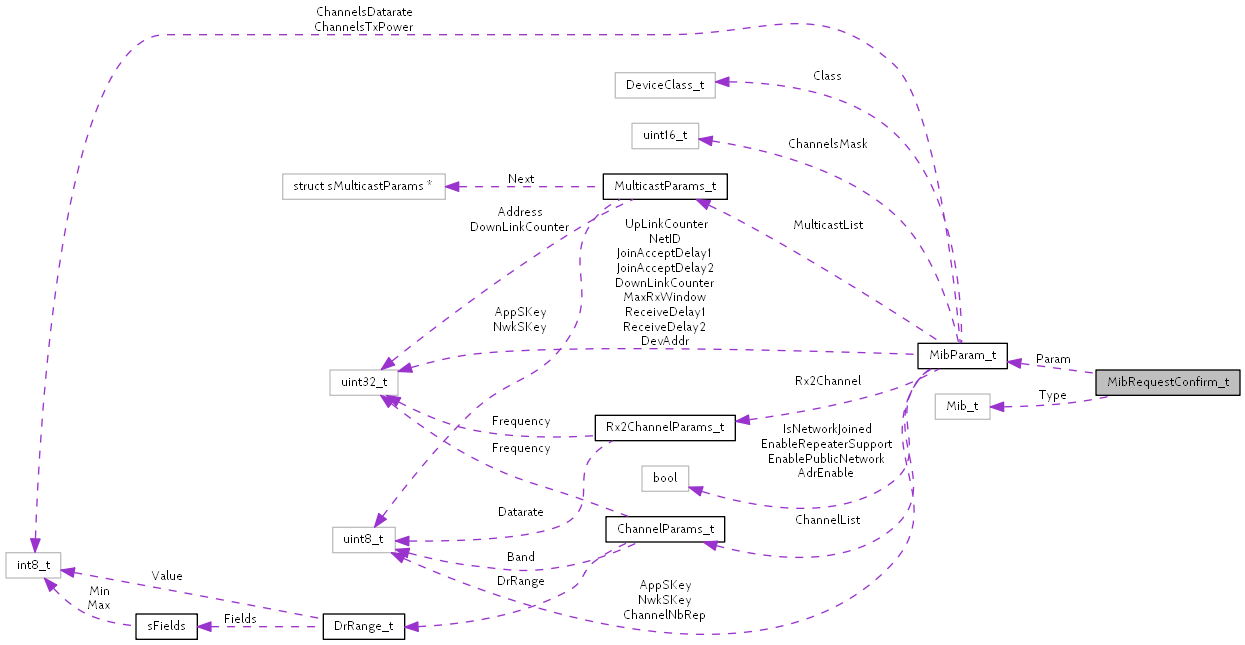 ChannelsDatarate
ChannelsTxPower
DeviceClass_t
Class
uint16_t
ChannelsMask
struct sMulticastParams *
Next
MulticastParams_t
MulticastList
Address
DownLinkCounter
UpLinkCounter
NetID
JoinAcceptDelay1
JoinAcceptDelay2
DownLinkCounter
MaxRxWindow
ReceiveDelay1
ReceiveDelay2
DevAddr
AppSKey
NwkSKey
MibParam_t
Param
MibRequestConfirm_t
uint32_t
Rx2Channel
Mib_t
Type
Frequency
Rx2ChannelParams_t
IsNetworkJoined
EnableRepeaterSupport
EnablePublicNetwork
AdrEnable
Frequency
bool
Datarate
ChannelParams_t
ChannelList
uint8_t
Band
int8_t
Value
DrRange
AppSKey
NwkSKey
ChannelNbRep
Min
Max
sFields
Fields
DrRange_t